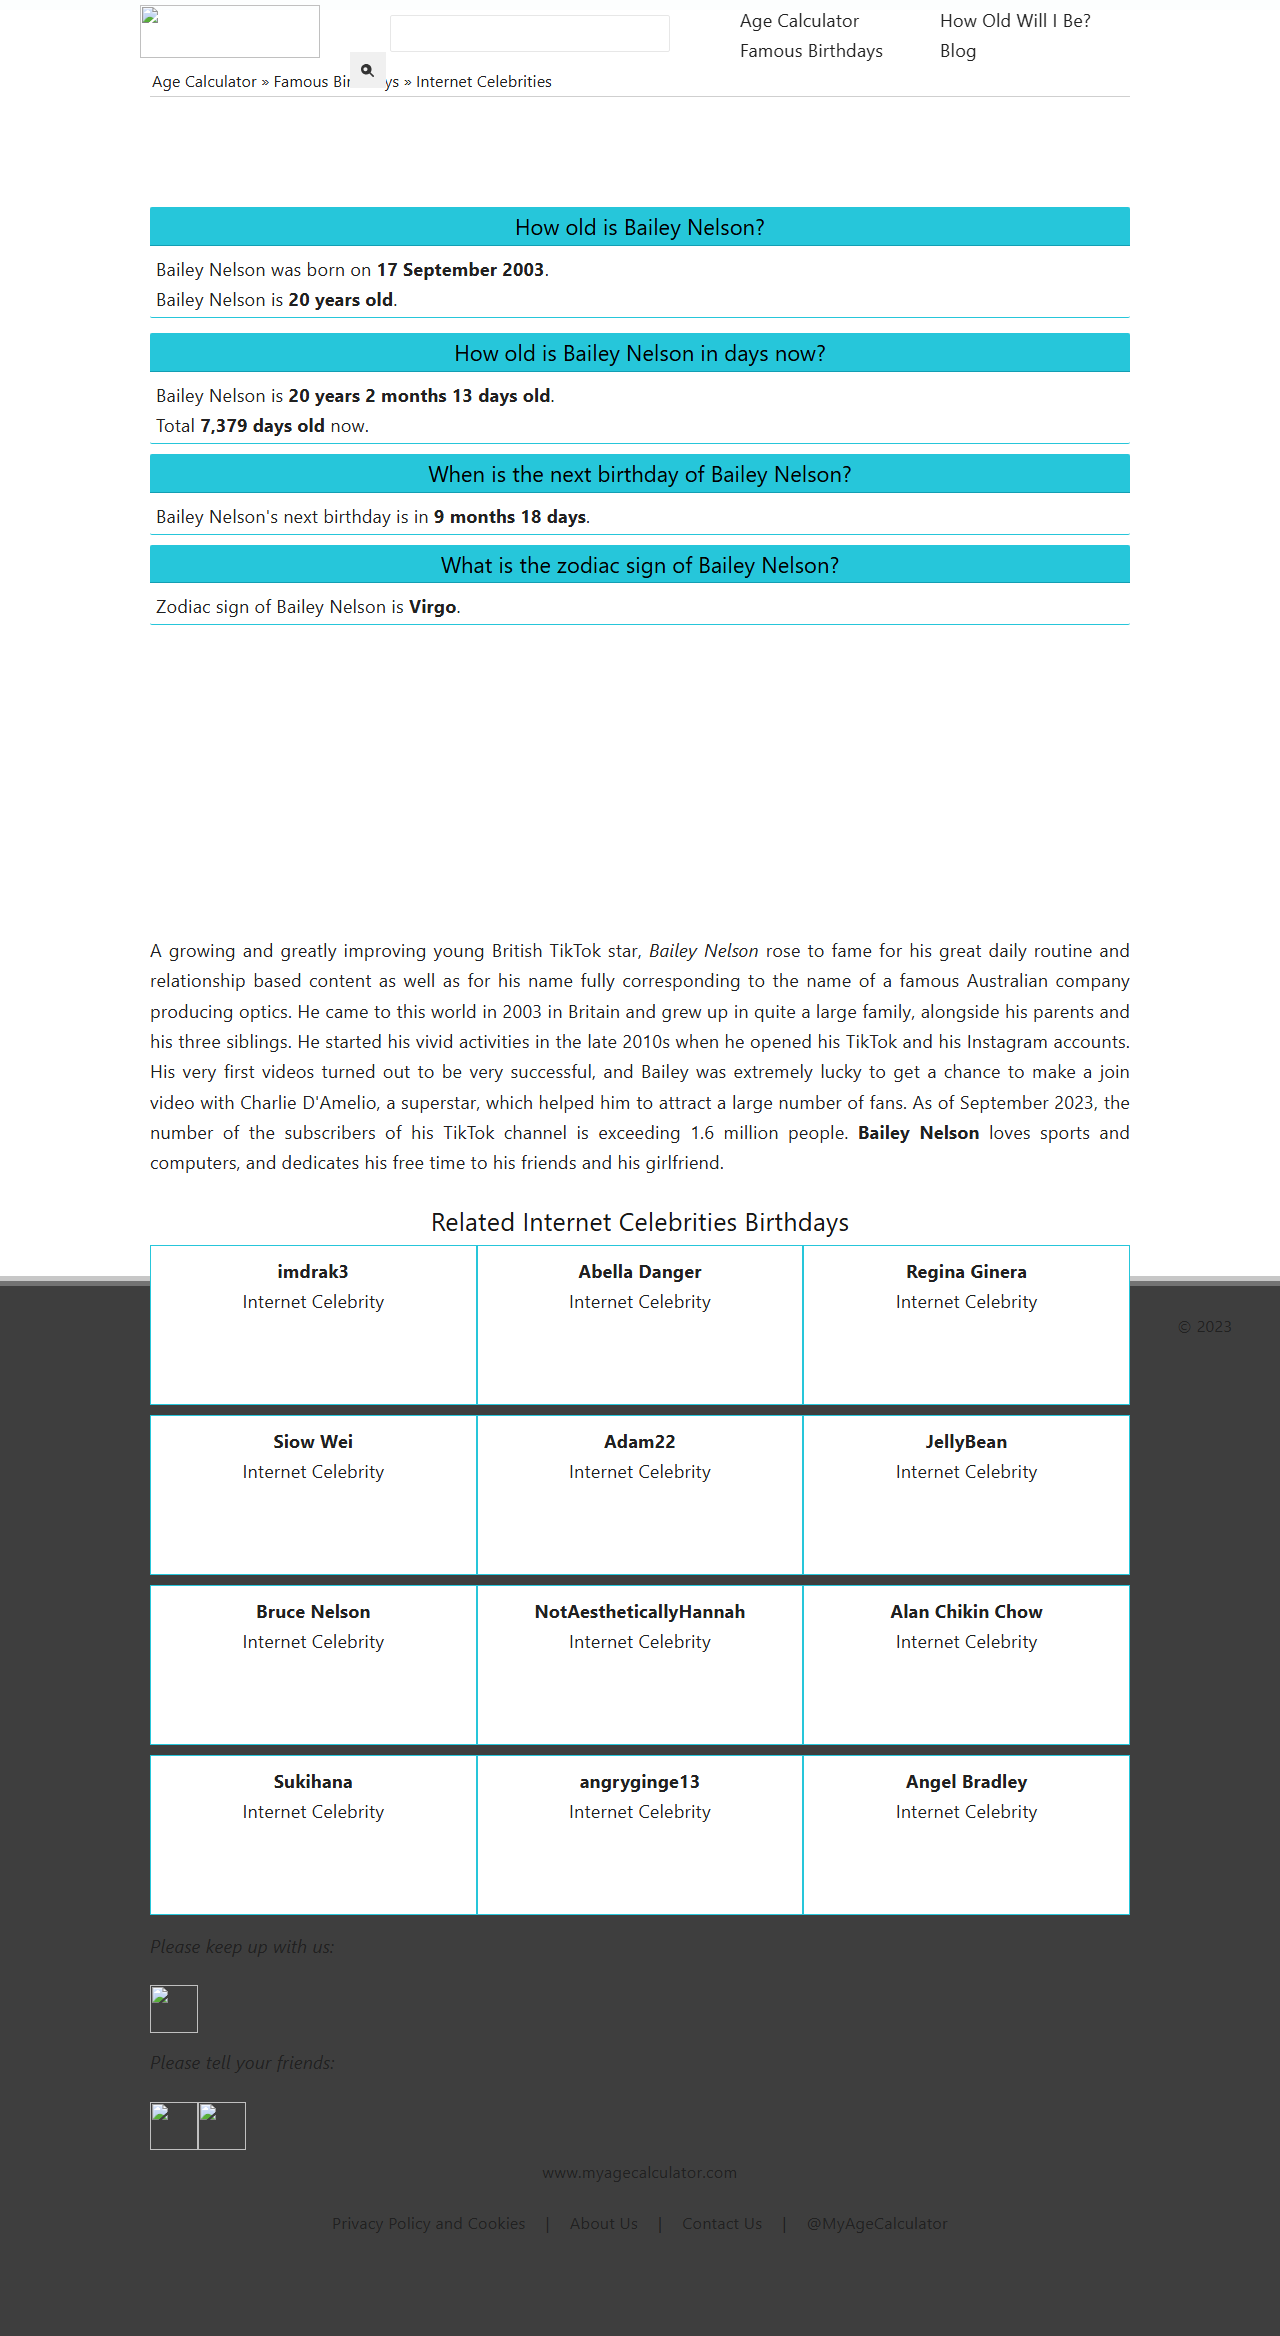 Age Calculator
How Old Will I Be?
Famous Birthdays
Blog
Age Calculator » Famous Bir ys » Internet Celebrities
How old is Bailey Nelson?
Bailey Nelson was born on 17 September 2003.
Bailey Nelson is 20 years old.
How old is Bailey Nelson in days now?
Bailey Nelson is 20 years 2 months 13 days old.
Total 7,379 days old now.
When is the next birthday of Bailey Nelson?
Bailey Nelson's next birthday is in 9 months 18 days.
What is the zodiac sign of Bailey Nelson?
Zodiac sign of Bailey Nelson is Virgo.
A growing and greatly improving young British TikTok star, Bailey Nelson rose to fame for his great daily routine and
relationship based content as well as for his name fully corresponding to the name of a famous Australian company
producing optics. He came to this world in 2003 in Britain and grew up in quite a large family, alongside his parents and
his three siblings. He started his vivid activities in the late 2010s when he opened his TikTok and his Instagram accounts.
His very first videos turned out to be very successful, and Bailey was extremely lucky to get a chance to make a join
video with Charlie D'Amelio, a superstar, which helped him to attract a large number of fans. As of September 2023, the
number of the subscribers of his TikTok channel is exceeding 1.6 million people. Bailey Nelson loves sports and
computers, and dedicates his free time to his friends and his girlfriend.
Related Internet Celebrities Birthdays
imdrak3
Internet Celebrity
Abella Danger
Internet Celebrity
Regina Ginera
Internet Celebrity
© 2023
Siow Wei
Internet Celebrity
Adam22
Internet Celebrity
JellyBean
Internet Celebrity
Bruce Nelson
Internet Celebrity
NotAestheticallyHannah
Internet Celebrity
Alan Chikin Chow
Internet Celebrity
Sukihana
Internet Celebrity
angryginge13
Internet Celebrity
Angel Bradley
Internet Celebrity
Please keep up with us:
Please tell your friends:
www.myagecalculator.com
Privacy Policy and Cookies | About Us | Contact Us | @MyAgeCalculator